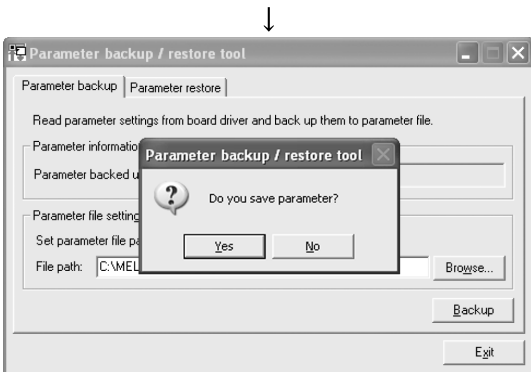 ↓
Parameter backup / restore tool
Parameter backup Parameter restore
Read parameter settings from board driver and back up them to parameter file.
Parameter informatio
Parameter backup / restore tool
Parameter backed u
Do you save parameter?
Parameter file setting
Set parameter file pa
Yes No
File path: C:\MEL Browse...
Backup
Exit